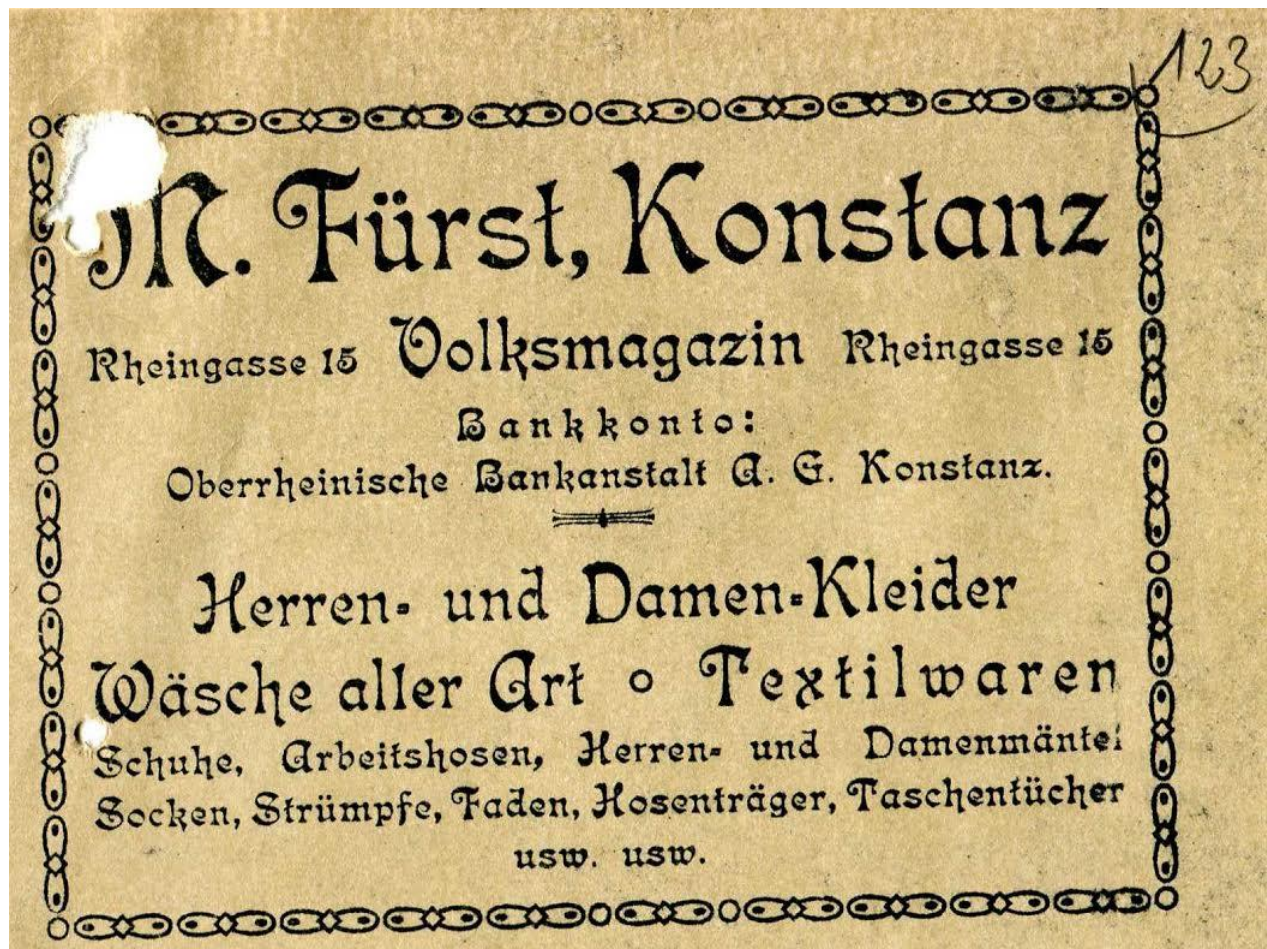 123
M. Fürst, Konstanz
Rheingasse 15 Volksmagazin Rheingasse 15
Bankkonto:
Oberrheinische Bankanstalt A. G. Konstanz.
Herren- und Damen-Kleider
Wäsche aller Art o Textilwaren
Schuhe, Arbeitshosen, Herren- und Damenmäntel
Socken, Strümpfe, Faden, Hosenträger, Taschentücher
usw. usw.